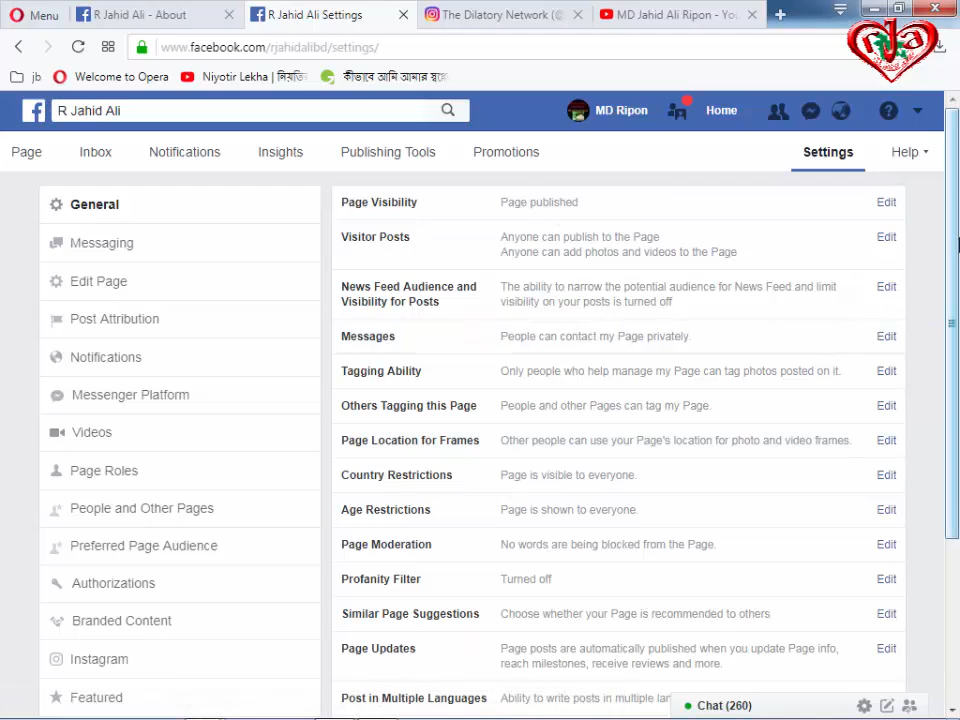 Menu
R Jahid Ali - About
R Jahid Ali Settings
The Dilatory Network (@
MD Jahid Ali Ripon - You
www.facebook.com/rjahidalibd/settings/
rja
jb
Welcome to Opera
Niyotir Lekha | নিয়তি
কীভাবে আমি আমার
R Jahid Ali
MD Ripon
Home
Page
Inbox
Notifications
Insights
Publishing Tools
Promotions
Settings
Help
General
Messaging
Edit Page
Post Attribution
Notifications
Messenger Platform
Videos
Page Roles
People and Other Pages
Preferred Page Audience
Authorizations
Branded Content
Instagram
Featured
Page Visibility Page published Edit
Visitor Posts Anyone can publish to the Page Edit
Anyone can add photos and videos to the Page
News Feed Audience and The ability to narrow the potential audience for News Feed and limit Edit
Visibility for Posts visibility on your posts is turned off
Messages People can contact my Page privately. Edit
Tagging Ability Only people who help manage my Page can tag photos posted on it. Edit
Others Tagging this Page People and other Pages can tag my Page. Edit
Page Location for Frames Other people can use your Page's location for photo and video frames. Edit
Country Restrictions Page is visible to everyone. Edit
Age Restrictions Page is shown to everyone. Edit
Page Moderation No words are being blocked from the Page. Edit
Profanity Filter Turned off Edit
Similar Page Suggestions Choose whether your Page is recommended to others Edit
Page Updates Page posts are automatically published when you update Page info, Edit
reach milestones, receive reviews and more.
Post in Multiple Languages Ability to write posts in multiple lan
Chat (260)